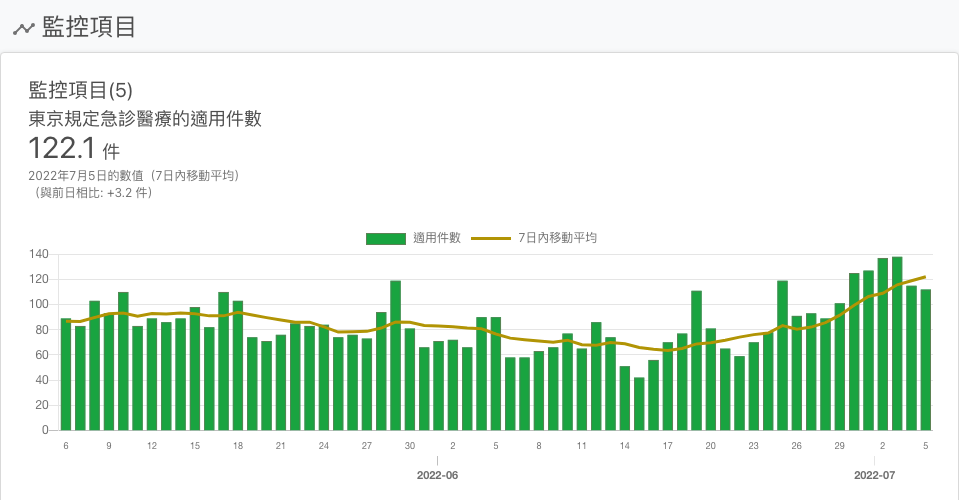 監控項目
監控項目(5)
東京規定急診醫療的適用件數
122.1 件
2022年7月5日的數值（7日內移動平均）
（與前日相比: +3.2 件）
適用件數 7日內移動平均
140
120
100
80
60
40
20
0
6 9 12 15 18 21 24 27 30 2 5 8 11 14 17 20 23 26 29 2 5
2022-06 2022-07